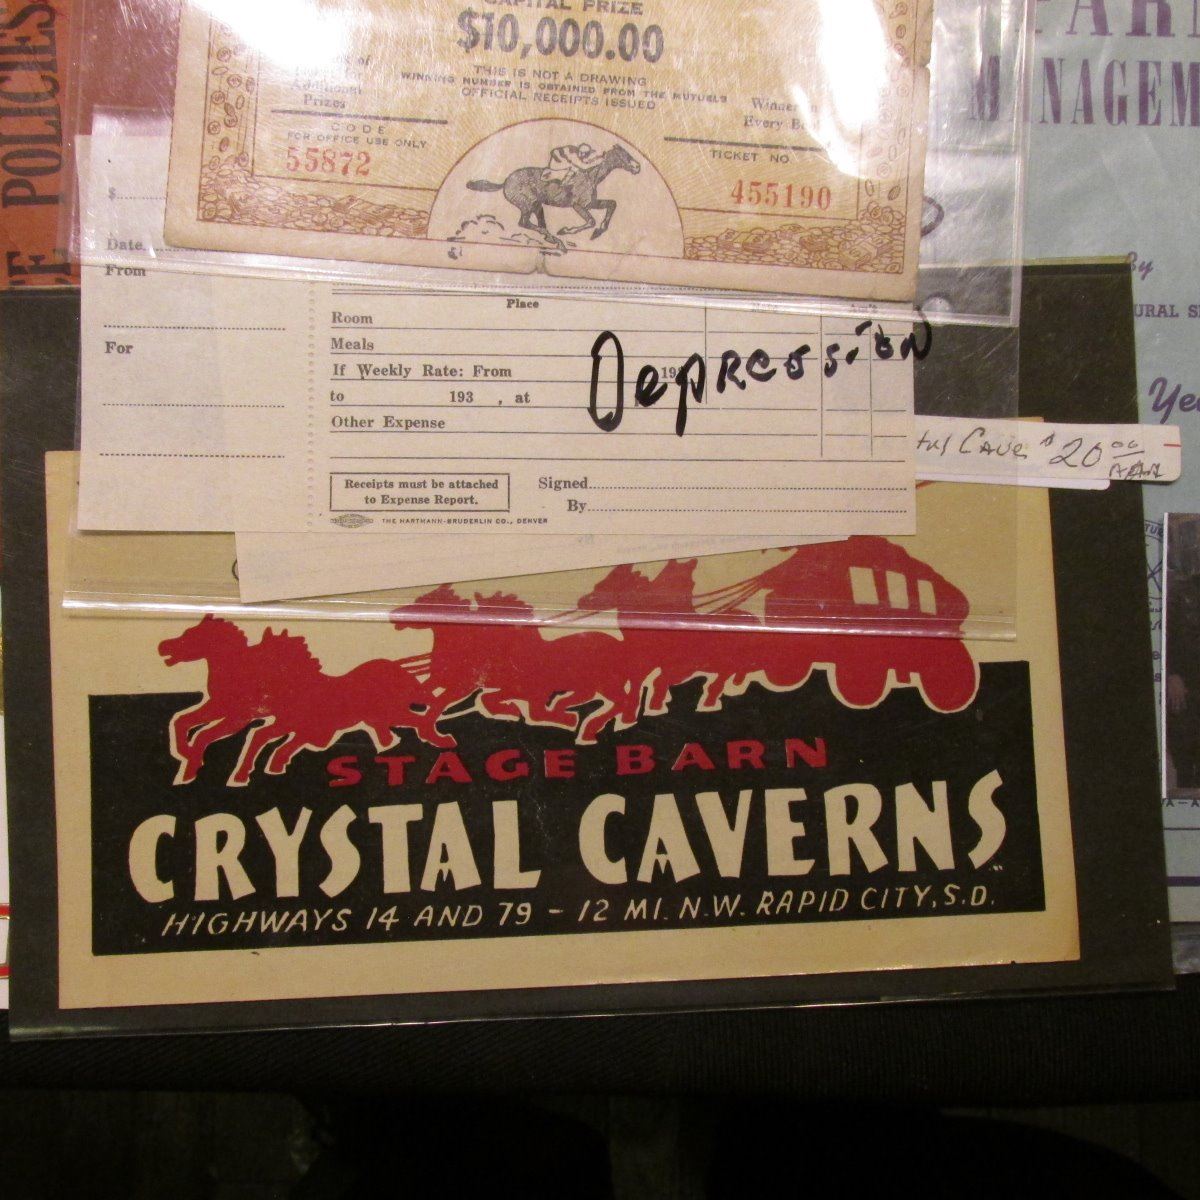 CAPITAL PRIZE
$10,000.00
THIS IS NOT A DRAWING
WINNING NUMBER IS OBTAINED FROM THE MUTUELS
OFFICIAL RECEIPTS ISSUED
Additional
Prizes
Every
CODE
FOR OFFICE USE ONLY
55872
TICKET NO
455190
POLICIES
MANAGEM
By
URAL
$
Date
From
For
Place
Room
Meals
If Weekly Rate: From
to 193 , at
Other Expense
Depression
Receipts must be attached
to Expense Report.
Signed
By
THE HARTMANN-BRUDERLIN CO., DENVER
Cave $20.00
STAGE BARN
CRYSTAL CAVERNS
HIGHWAYS 14 AND 79 - 12 MI. N.W. RAPID CITY, S.D.